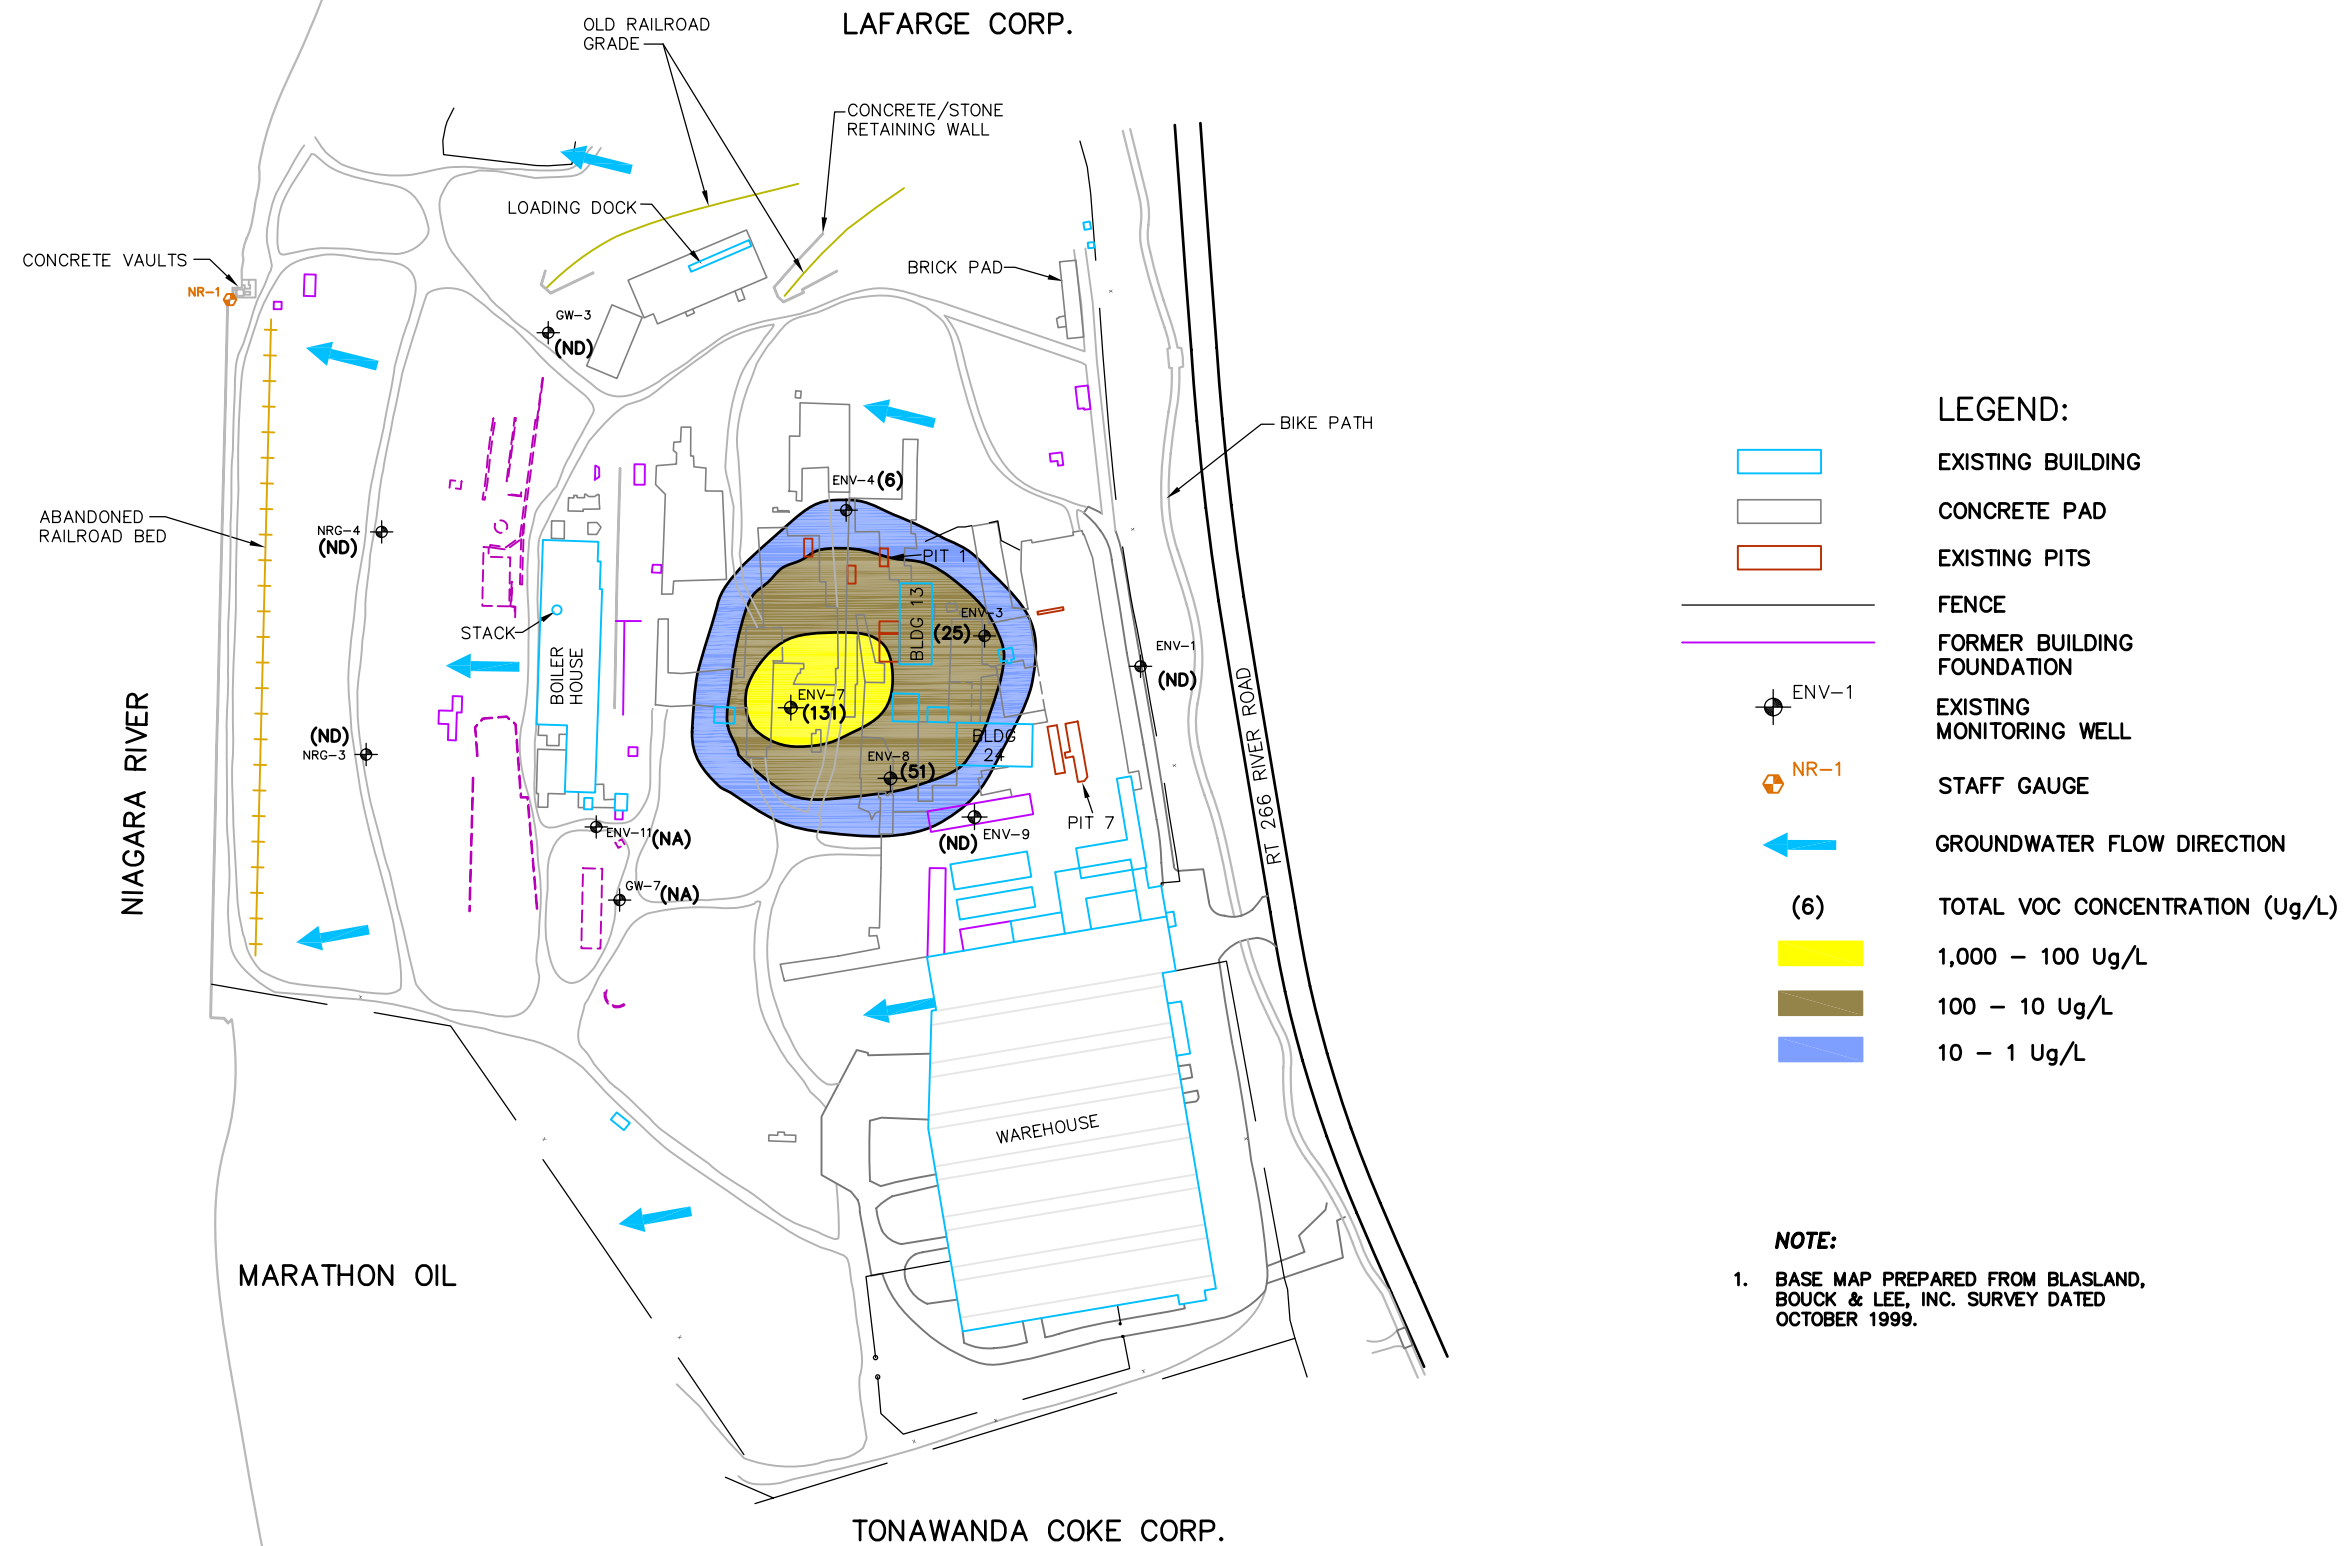 LAFARGE CORP.
OLD RAILROAD
GRADE
CONCRETE/STONE
RETAINING WALL
LOADING DOCK
CONCRETE VAULTS
NR-1
BRICK PAD
GW-3
(ND)
BIKE PATH
ENV-4 (6)
ABANDONED
RAILROAD BED
NRG-4
(ND)
PIT 1
BLDG 13
ENV-3
(25)
STACK
BOILER
HOUSE
ENV-1
(ND)
ENV-7
(131)
RT 266 RIVER ROAD
NIAGARA RIVER
(ND)
NRG-3
BLDG
24
ENV-8
(51)
PIT 7
ENV-11 (NA)
(ND)
ENV-9
GW-7 (NA)
WAREHOUSE
MARATHON OIL
TONAWANDA COKE CORP.
LEGEND:
EXISTING BUILDING
CONCRETE PAD
EXISTING PITS
FENCE
FORMER BUILDING
FOUNDATION
ENV-1
EXISTING
MONITORING WELL
NR-1
STAFF GAUGE
GROUNDWATER FLOW DIRECTION
(6) TOTAL VOC CONCENTRATION (Ug/L)
1,000 - 100 Ug/L
100 - 10 Ug/L
10 - 1 Ug/L
NOTE:
1. BASE MAP PREPARED FROM BLASLAND,
BOUCK & LEE, INC. SURVEY DATED
OCTOBER 1999.